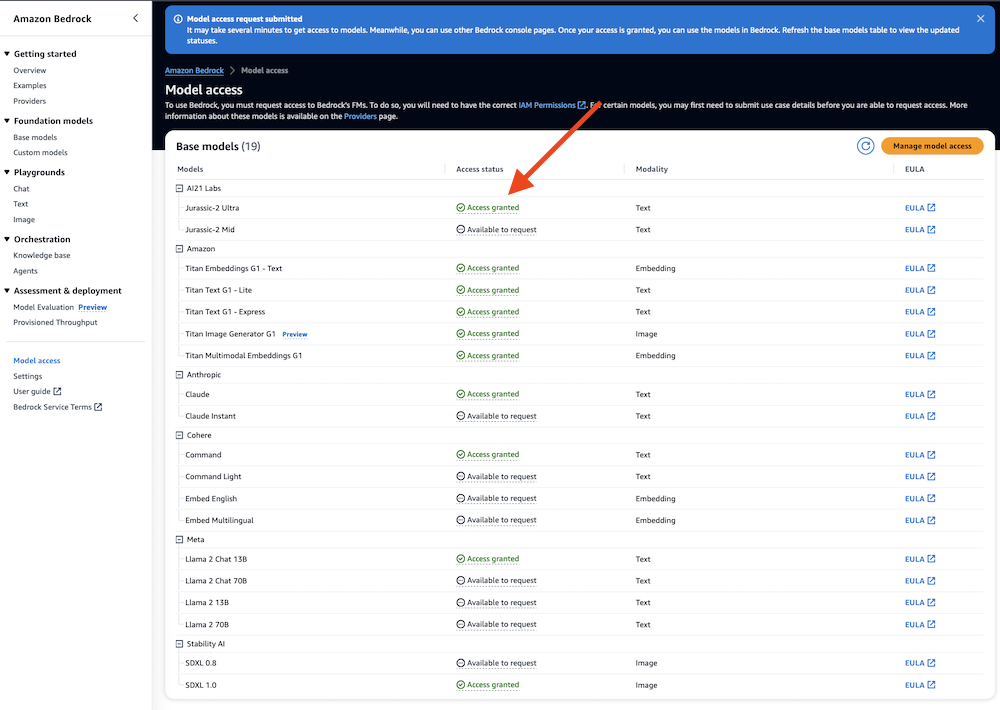 Amazon Bedrock
Getting started
Overview
Examples
Providers
Foundation models
Base models
Custom models
Playgrounds
Chat
Text
Image
Orchestration
Knowledge base
Agents
Assessment & deployment
Model Evaluation Preview
Provisioned Throughput
Model access
Settings
User guide
Bedrock Service Terms
Model access request submitted
It may take several minutes to get access to models. Meanwhile, you can use other Bedrock console pages. Once your access is granted, you can use the models in Bedrock. Refresh the base models table to view the updated
statuses.
Amazon Bedrock Model access
Model access
To use Bedrock, you must request access to Bedrock's FMs. To do so, you will need to have the correct IAM Permissions. For certain models, you may first need to submit use case details before you are able to request access. More
information about these models is available on the Providers page.
Base models (19)
Manage model access
Models Access status Modality EULA
AI21 Labs
Jurassic-2 Ultra Access granted Text EULA
Jurassic-2 Mid Available to request Text EULA
Amazon
Titan Embeddings G1 - Text Access granted Embedding EULA
Titan Text G1 - Lite Access granted Text EULA
Titan Text G1 - Express Access granted Text EULA
Titan Image Generator G1 Preview Access granted Image EULA
Titan Multimodal Embeddings G1 Access granted Embedding EULA
Anthropic
Claude Access granted Text EULA
Claude Instant Available to request Text EULA
Cohere
Command Access granted Text EULA
Command Light Available to request Text EULA
Embed English Available to request Embedding EULA
Embed Multilingual Available to request Embedding EULA
Meta
Llama 2 Chat 13B Access granted Text EULA
Llama 2 Chat 70B Available to request Text EULA
Llama 2 13B Available to request Text EULA
Llama 2 70B Available to request Text EULA
Stability AI
SDXL 0.8 Available to request Image EULA
SDXL 1.0 Access granted Image EULA